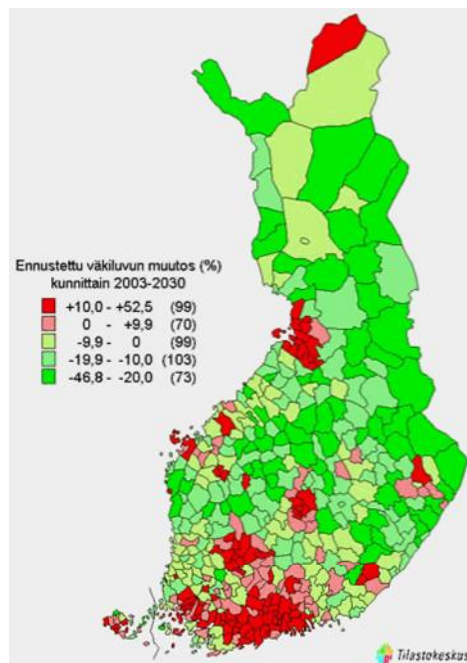 Ennustettu väkiluvun muutos (%)
kunnittain 2003-2030
+10,0 - +52,5 (99)
0 - +9,9 (70)
-9,9 - 0 (99)
-19,9 - -10,0 (103)
-46,8 - -20,0 (73)
Tilastokeskus